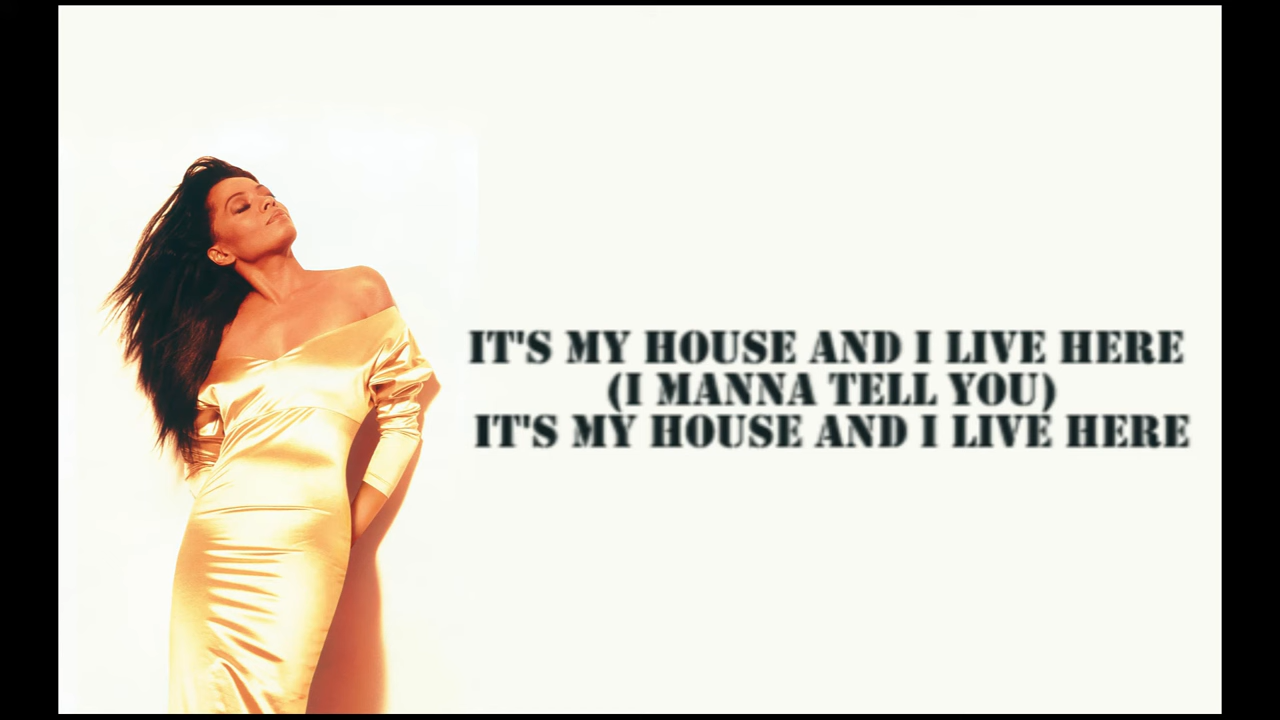 IT'S MY HOUSE AND I LIVE HERE
(I MANNA TELL YOU)
IT'S MY HOUSE AND I LIVE HERE